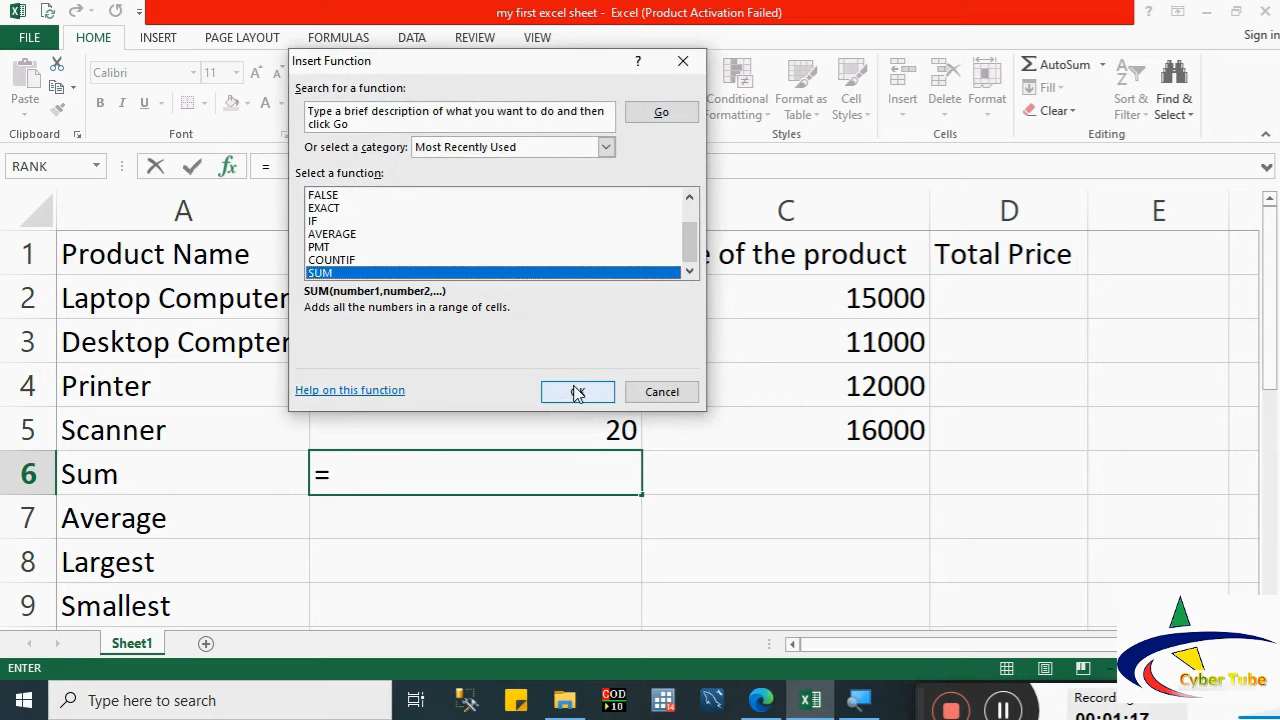 my first excel sheet - Excel (Product Activation Failed)
FILE HOME INSERT PAGE LAYOUT FORMULAS DATA REVIEW VIEW Sign in
Calibri 11 AutoSum
Paste B I U Conditional Formatting Format as Table Cell Styles Insert Delete Format Fill Sort & Filter Find & Select
Clear
Clipboard Font Styles Cells Editing
RANK =
Insert Function
Search for a function:
Type a brief description of what you want to do and then
click Go
Go
Or select a category: Most Recently Used
Select a function:
FALSE
EXACT
IF
AVERAGE
PMT
COUNTIF
SUM
SUM(number1,number2,...)
Adds all the numbers in a range of cells.
Help on this function Cancel
A C D E
1 Product Name of the product Total Price
2 Laptop Computer 15000
3 Desktop Compter 11000
4 Printer 12000
5 Scanner 20 16000
6 Sum =
7 Average
8 Largest
9 Smallest
Sheet1
ENTER
Cyber Tube
Type here to search
COD
10
14
Record
00:01:17